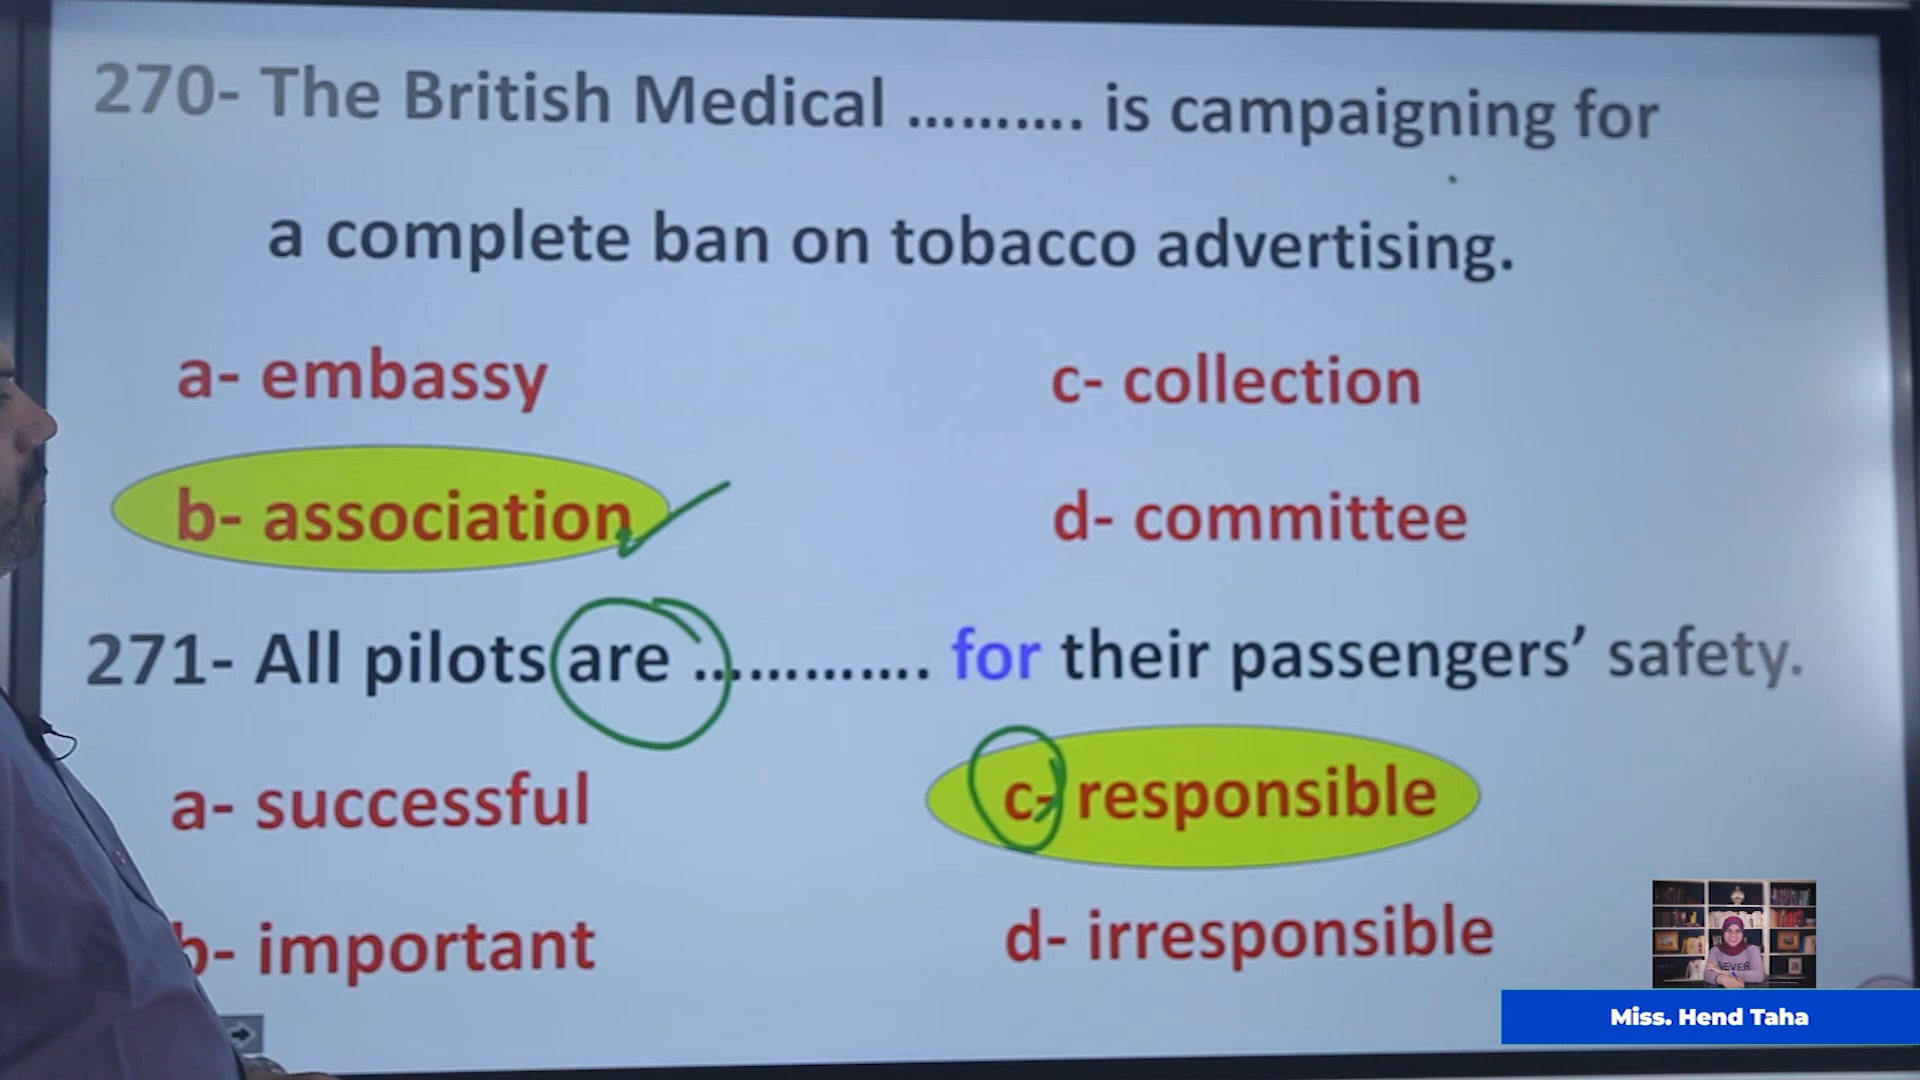 270- The British Medical .......... is campaigning for
a complete ban on tobacco advertising.
a- embassy
c- collection
b- association
d- committee
271- All pilots are ............. for their passengers’ safety.
a- successful
c- responsible
b- important
d- irresponsible
Miss. Hend Taha